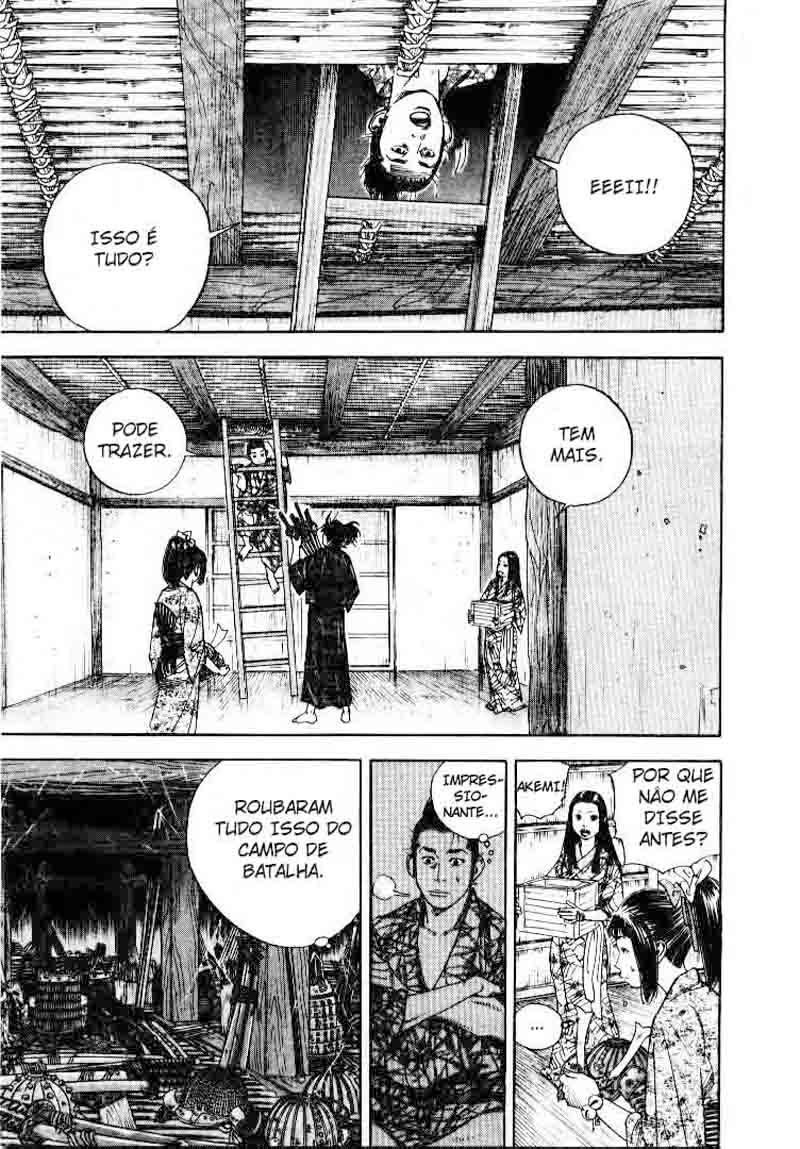 EEEII!!
ISSO É
TUDO?
TEM
MAIS.
PODE
TRAZER.
POR QUE
NÃO ME
DISSE
ANTES?
AKEMI!
...
IMPRES-
SIO-
NANTE...
ROUBARAM
TUDO ISSO DO
CAMPO DE
BATALHA.